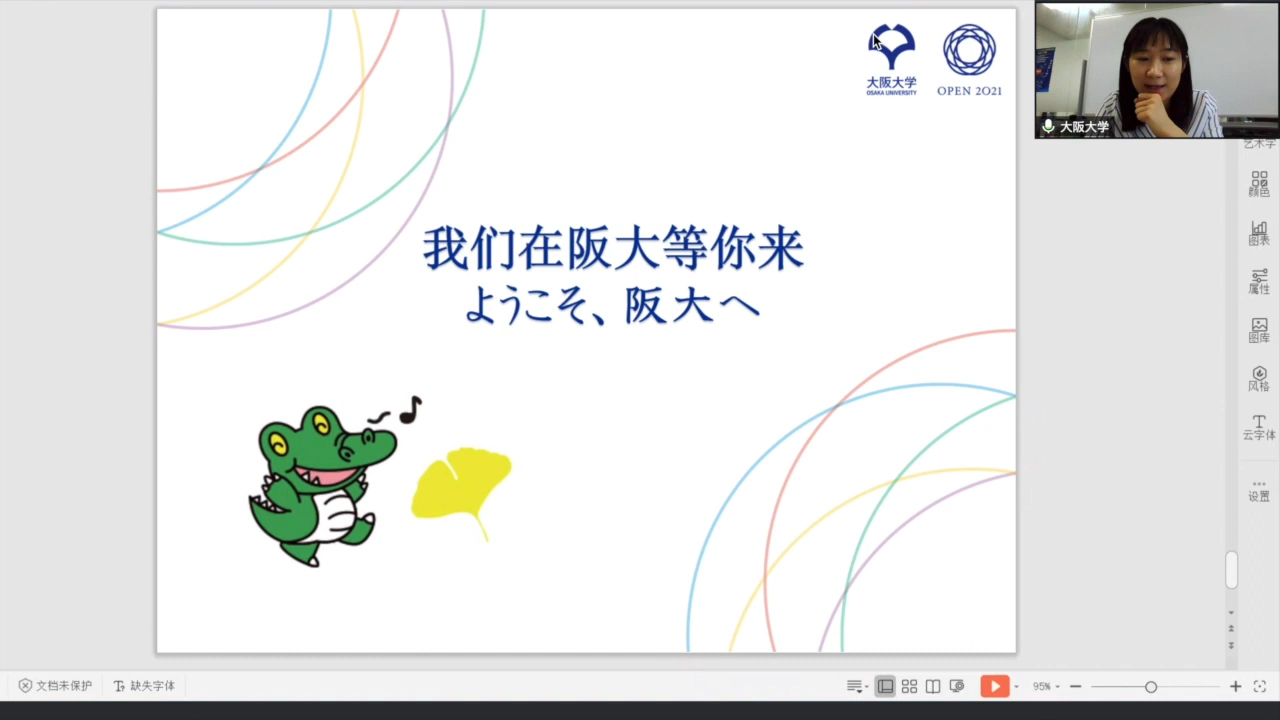 大阪大学
OSAKA UNIVERSITY
OPEN 2021
我们在阪大等你来
ようこそ、阪大へ
大阪大学
艺术字
颜色
图表
属性
图库
风格
云字体
设置
文档未保护
缺失字体
95%